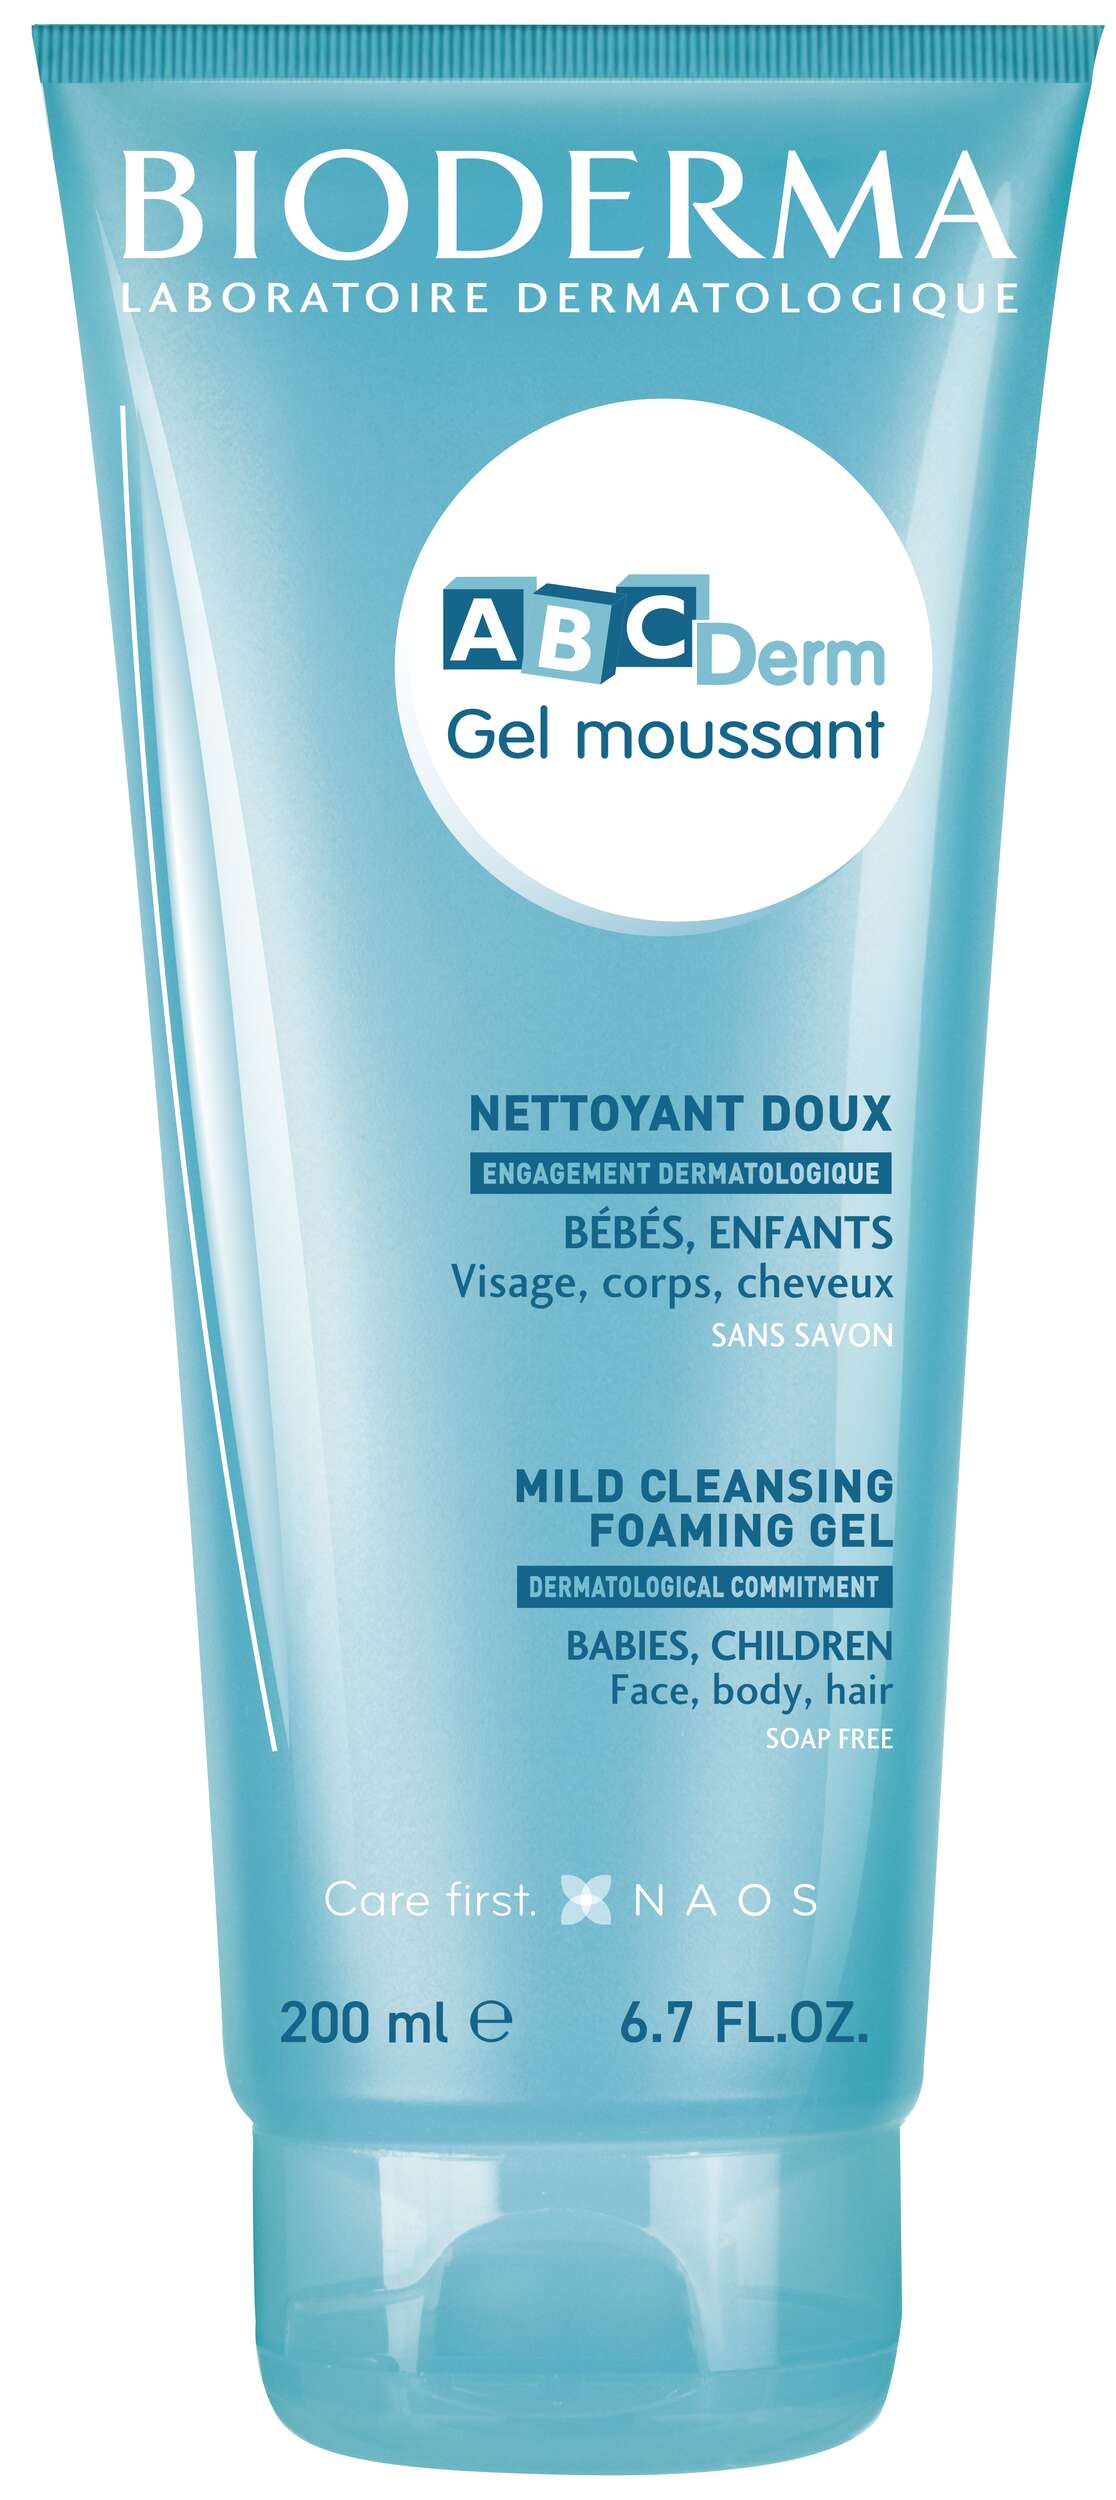 BIODERMA
LABORATOIRE DERMATOLOGIQUE
ABCDerm
Gel moussant
NETTOYANT DOUX
ENGAGEMENT DERMATOLOGIQUE
BÉBÉS, ENFANTS
Visage, corps, cheveux
SANS SAVON
MILD CLEANSING
FOAMING GEL
DERMATOLOGICAL COMMITMENT
BABIES, CHILDREN
Face, body, hair
SOAP FREE
Care first. NAOS
200 ml ℮ 6.7 FL.OZ.